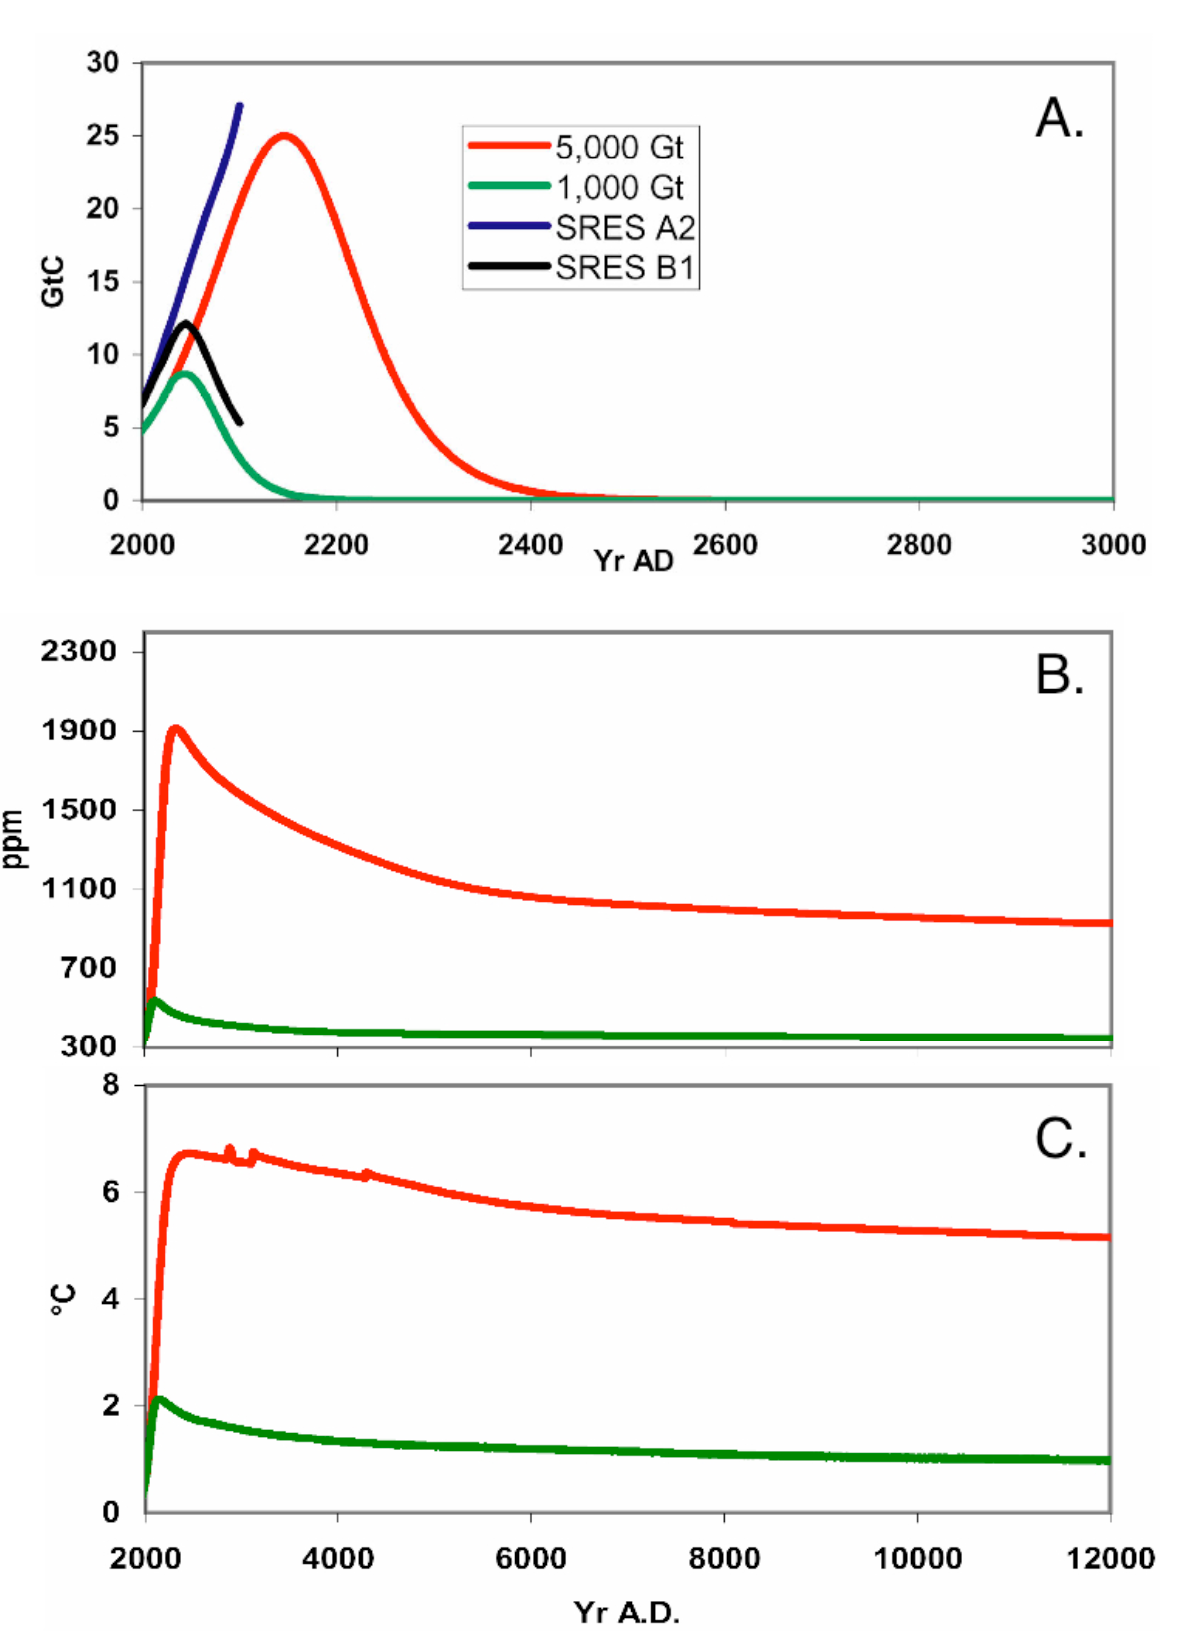 30
A.
25
5,000 Gt
1,000 Gt
20
SRES A2
SRES B1
GtC
15
10
5
0
2000 2200 2400 2600 2800 3000
Yr AD
2300
B.
1900
1500
ppm
1100
700
300
8
C.
6
°C
4
2
0
2000 4000 6000 8000 10000 12000
Yr A.D.